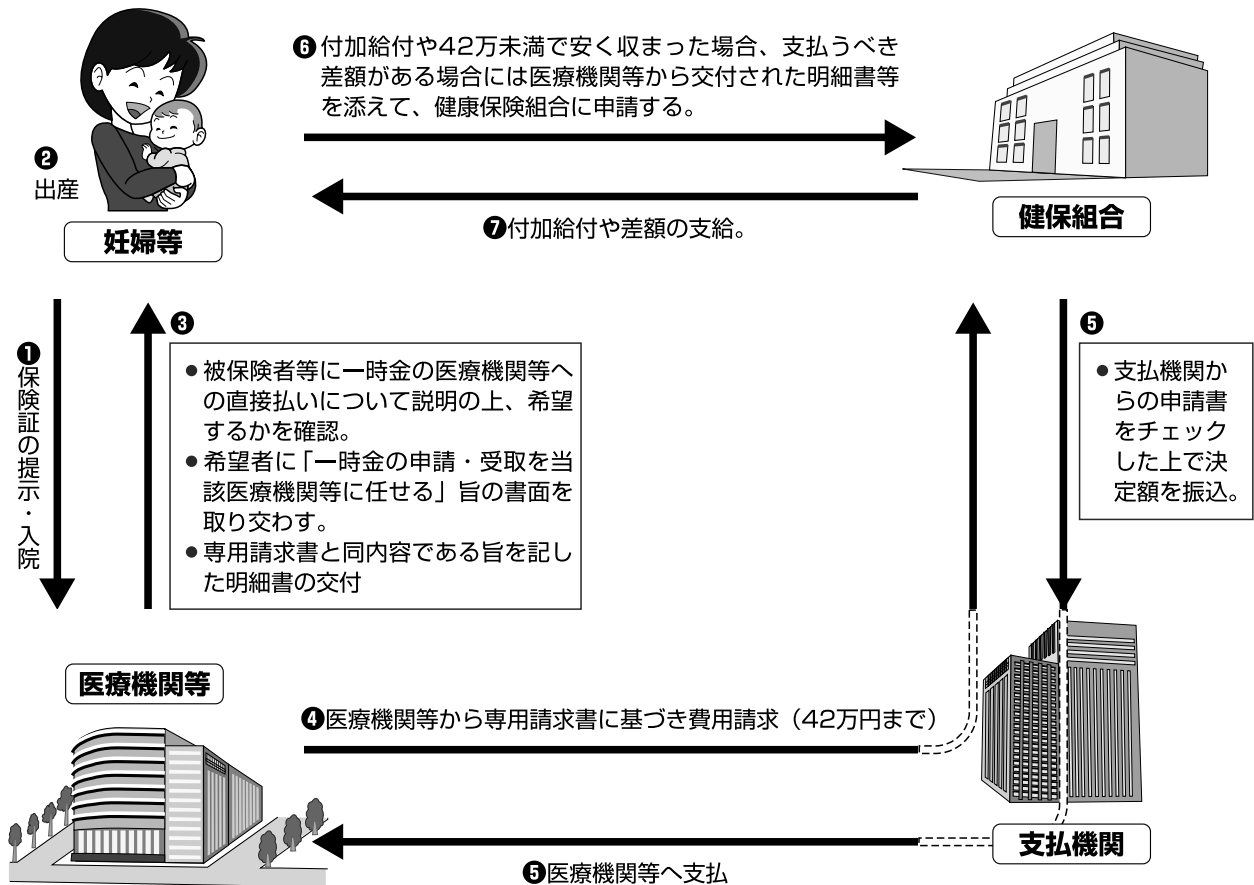 ❻付加給付や42万未満で安く収まった場合、支払うべき
差額がある場合には医療機関等から交付された明細書等
を添えて、健康保険組合に申請する。
❷
出産
妊婦等
健保組合
❼付加給付や差額の支給。
❶保険証の提示・入院
❸
●被保険者等に一時金の医療機関等へ
の直接払いについて説明の上、希望
するかを確認。
●希望者に「一時金の申請・受取を当
該医療機関等に任せる」旨の書面を
取り交わす。
●専用請求書と同内容である旨を記し
た明細書の交付
❺
●支払機関か
らの申請書
をチェック
した上で決
定額を振込。
医療機関等
❹医療機関等から専用請求書に基づき費用請求（42万円まで）
支払機関
❺医療機関等へ支払